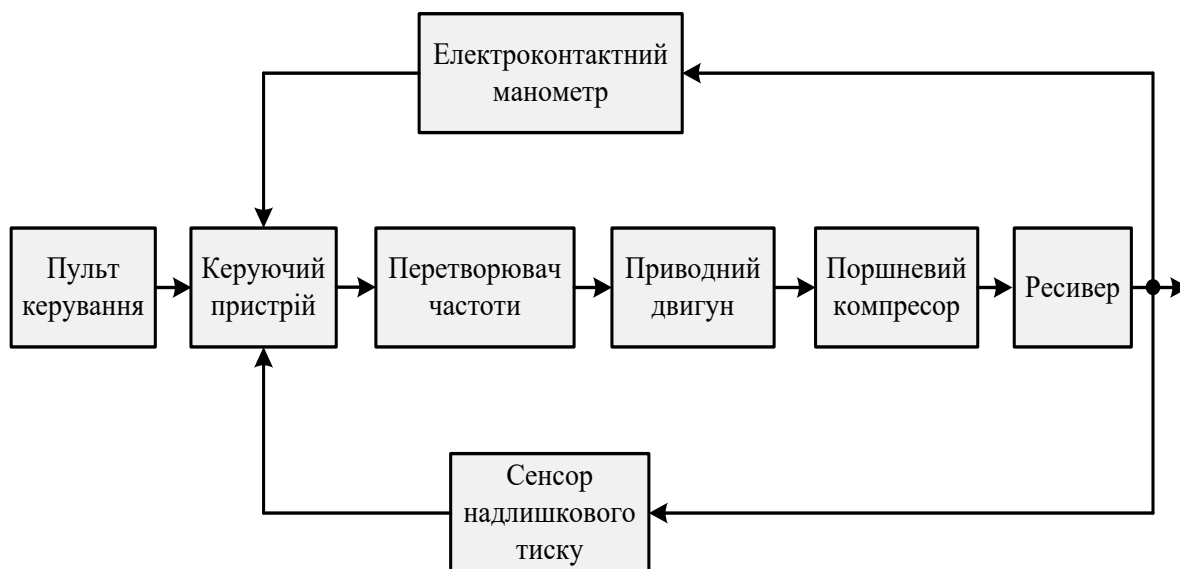 Електроконтактний
манометр
Пульт
керування
Керуючий
пристрій
Перетворювач
частоти
Приводний
двигун
Поршневий
компресор
Ресивер
Сенсор
надлишкового
тиску